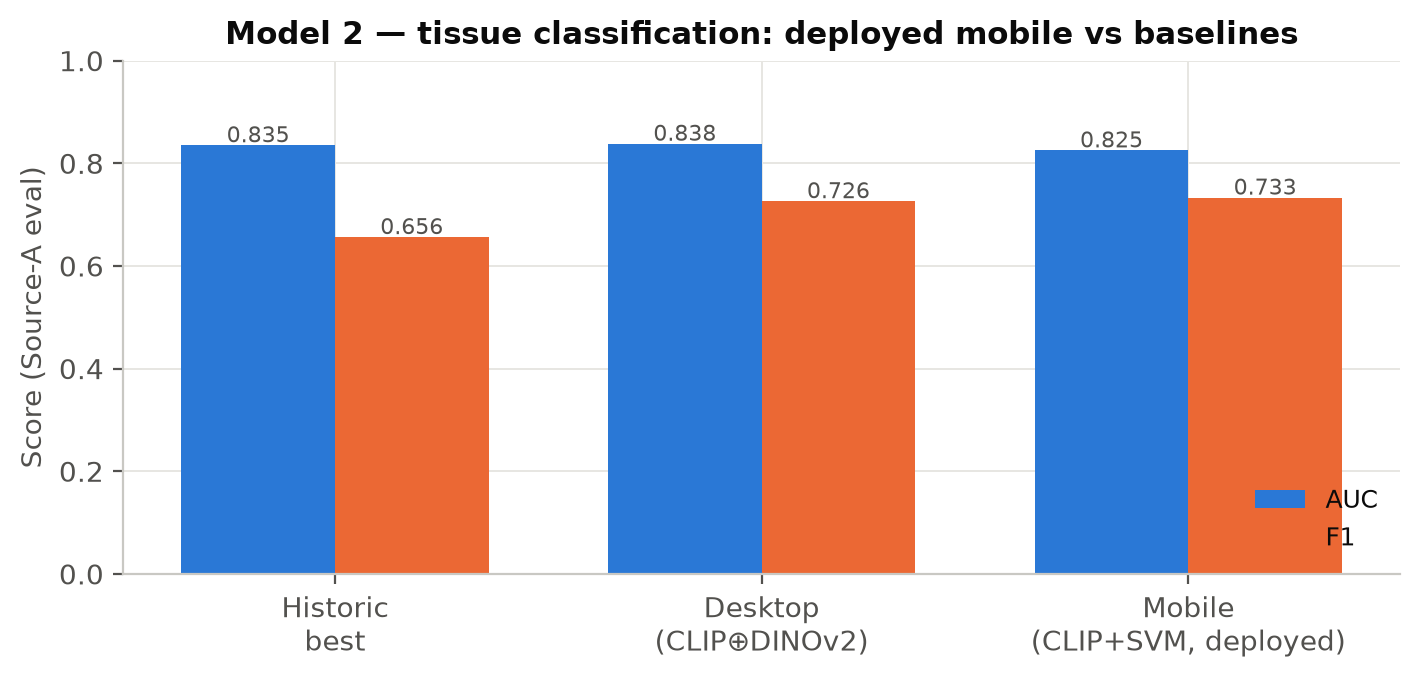 Model 2 — tissue classification: deployed mobile vs baselines
Score (Source-A eval)
1.0
0.8
0.6
0.4
0.2
0.0
0.835
0.656
0.838
0.726
0.825
0.733
AUC
F1
Historic
best
Desktop
(CLIP⊕DINOv2)
Mobile
(CLIP+SVM, deployed)